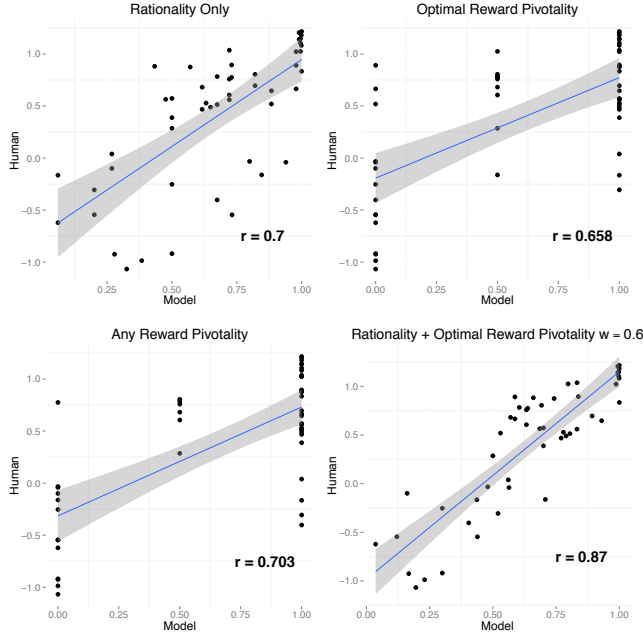 Rationality Only
Human
1.0
0.5
0.0
−0.5
−1.0
r = 0.7
0.25
0.50
0.75
1.00
Model
Optimal Reward Pivotality
Human
1.0
0.5
0.0
−0.5
−1.0
r = 0.658
0.00
0.25
0.50
0.75
1.00
Model
Any Reward Pivotality
Human
1.0
0.5
0.0
−0.5
−1.0
r = 0.703
0.00
0.25
0.50
0.75
1.00
Model
Rationality + Optimal Reward Pivotality w = 0.6
Human
1.0
0.5
0.0
−0.5
−1.0
r = 0.87
0.00
0.25
0.50
0.75
1.00
Model